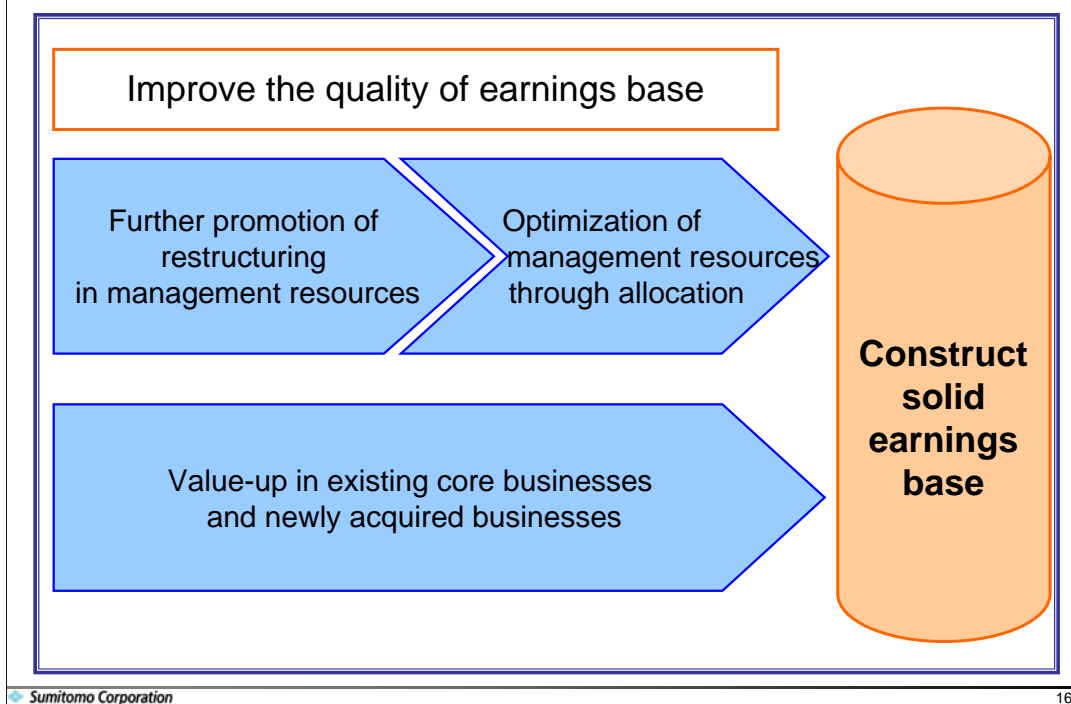 Improve the quality of earnings base
Further promotion of
restructuring
in management resources
Optimization of
management resources
through allocation
Value-up in existing core businesses
and newly acquired businesses
Construct
solid
earnings
base
Sumitomo Corporation
16